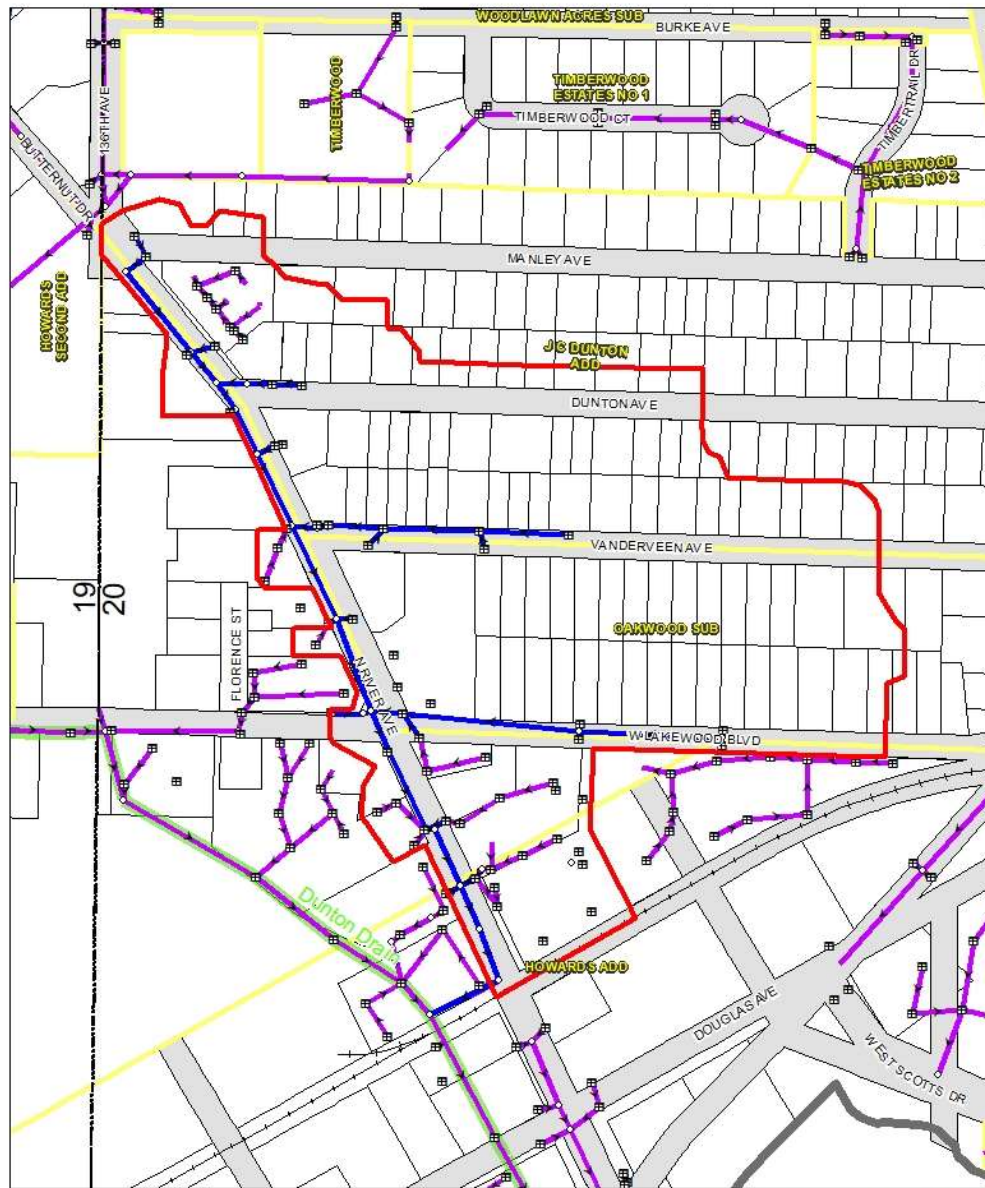 WOODLAWN ACRES SUB
BURKE AVE
136TH AVE
TIMBERWOOD
TIMBERWOOD
ESTATES NO 1
TIMBERWOOD CT
TIMBERTRAIL DR
TIMBERWOOD
ESTATES NO 2
BUTTERNUT DR
MANLEY AVE
HOWARDS
SECOND ADD
J C DUNTON
ADD
DUNTON AVE
VANDERVEEN AVE
19
20
FLORENCE ST
OAKWOOD SUB
N RIVER AVE
W LAKEWOOD BLVD
Dunton Drain
HOWARDS ADD
DOUGLAS AVE
WEST SCOTTS DR